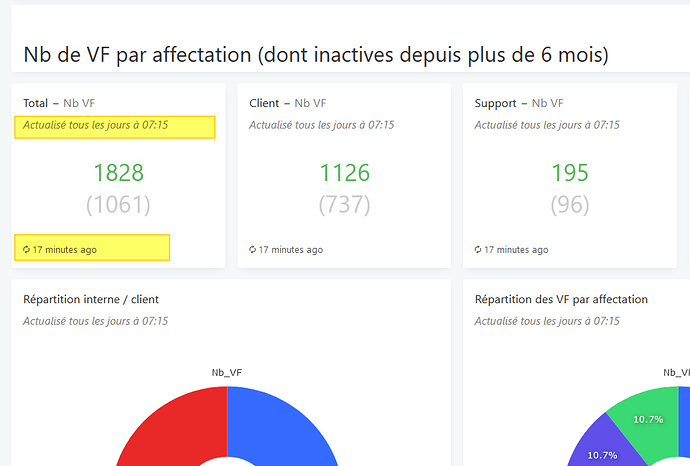 Nb de VF par affectation (dont inactives depuis plus de 6 mois)
Total – Nb VF
Actualisé tous les jours à 07:15
1828
(1061)
17 minutes ago
Client – Nb VF
Actualisé tous les jours à 07:15
1126
(737)
17 minutes ago
Support – Nb VF
Actualisé tous les jours à 07:15
195
(96)
17 minutes ago
Répartition interne / client
Actualisé tous les jours à 07:15
Nb_VF
Répartition des VF par affectation
Actualisé tous les jours à 07:15
10.7%
10.7%